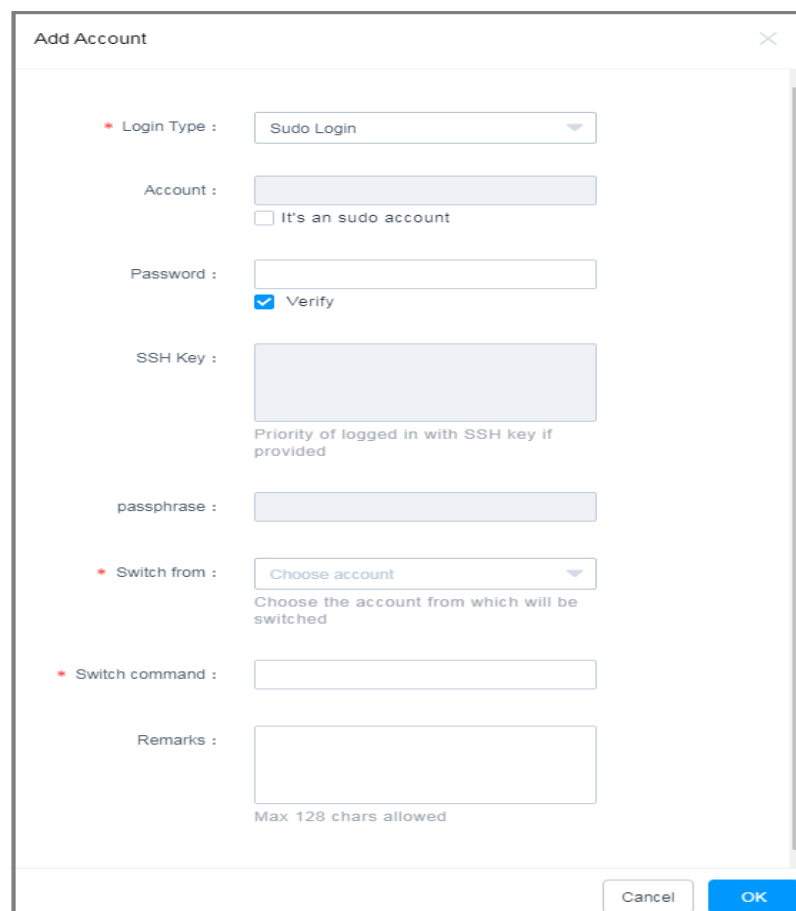 Add Account
* Login Type :
Sudo Login
Account :
It's an sudo account
Password :
Verify
SSH Key :
Priority of logged in with SSH key if
provided
passphrase :
* Switch from :
Choose account
Choose the account from which will be
switched
* Switch command :
Remarks :
Max 128 chars allowed
Cancel
OK